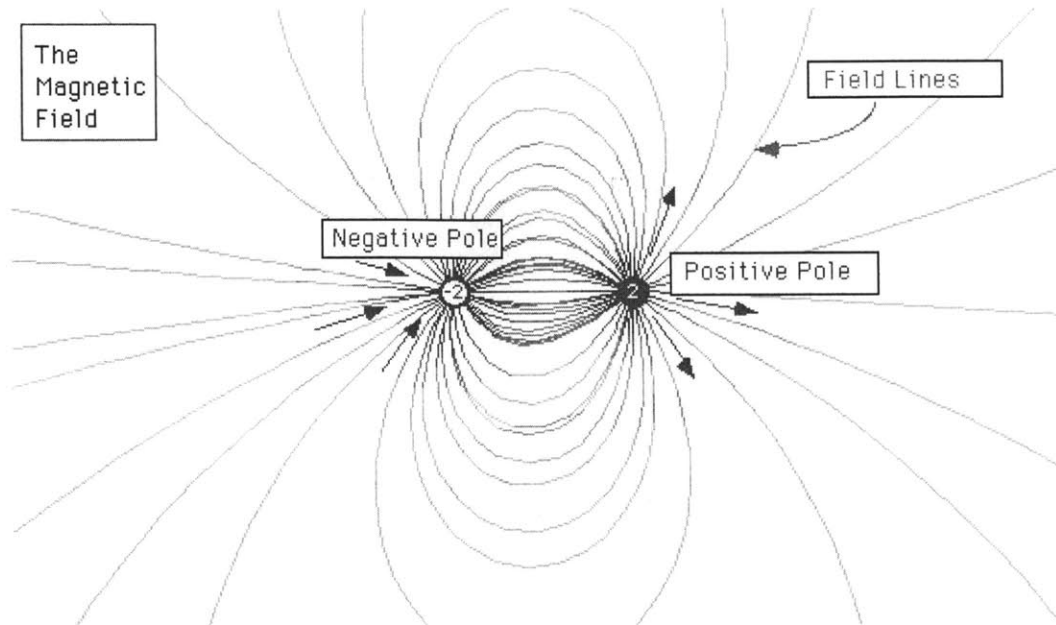 The
Magnetic
Field
Field Lines
Negative Pole
Positive Pole
-2
2